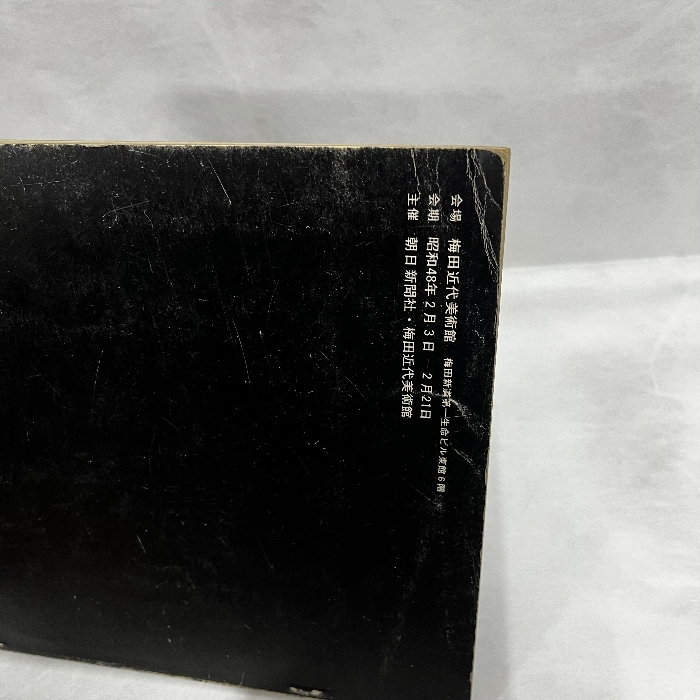 会場 梅田近代美術館 梅田新道第一生命ビル東館6階
会期 昭和48年2月3日 2月21日
主催 朝日新聞社・梅田近代美術館